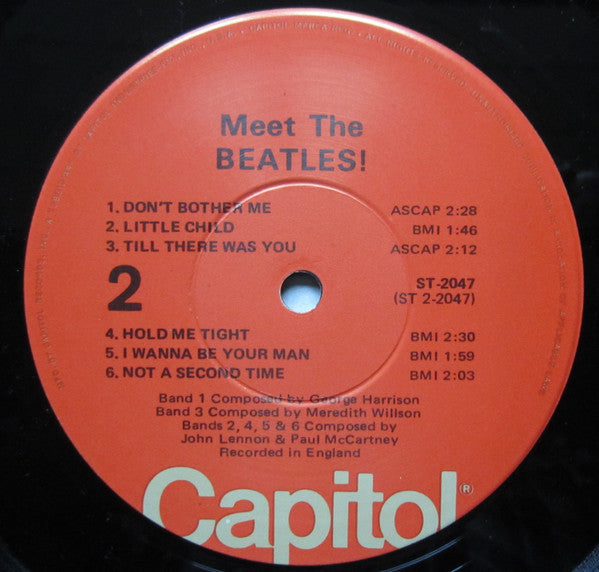 Meet The
BEATLES!
1. DON'T BOTHER ME ASCAP 2:28
2. LITTLE CHILD BMI 1:46
3. TILL THERE WAS YOU ASCAP 2:12
2
ST-2047
(ST 2-2047)
4. HOLD ME TIGHT BMI 2:30
5. I WANNA BE YOUR MAN BMI 1:59
6. NOT A SECOND TIME BMI 2:03
Band 1 Composed by George Harrison
Band 3 Composed by Meredith Willson
Bands 2, 4, 5 & 6 Composed by
John Lennon & Paul McCartney
Recorded in England
Capitol (R)